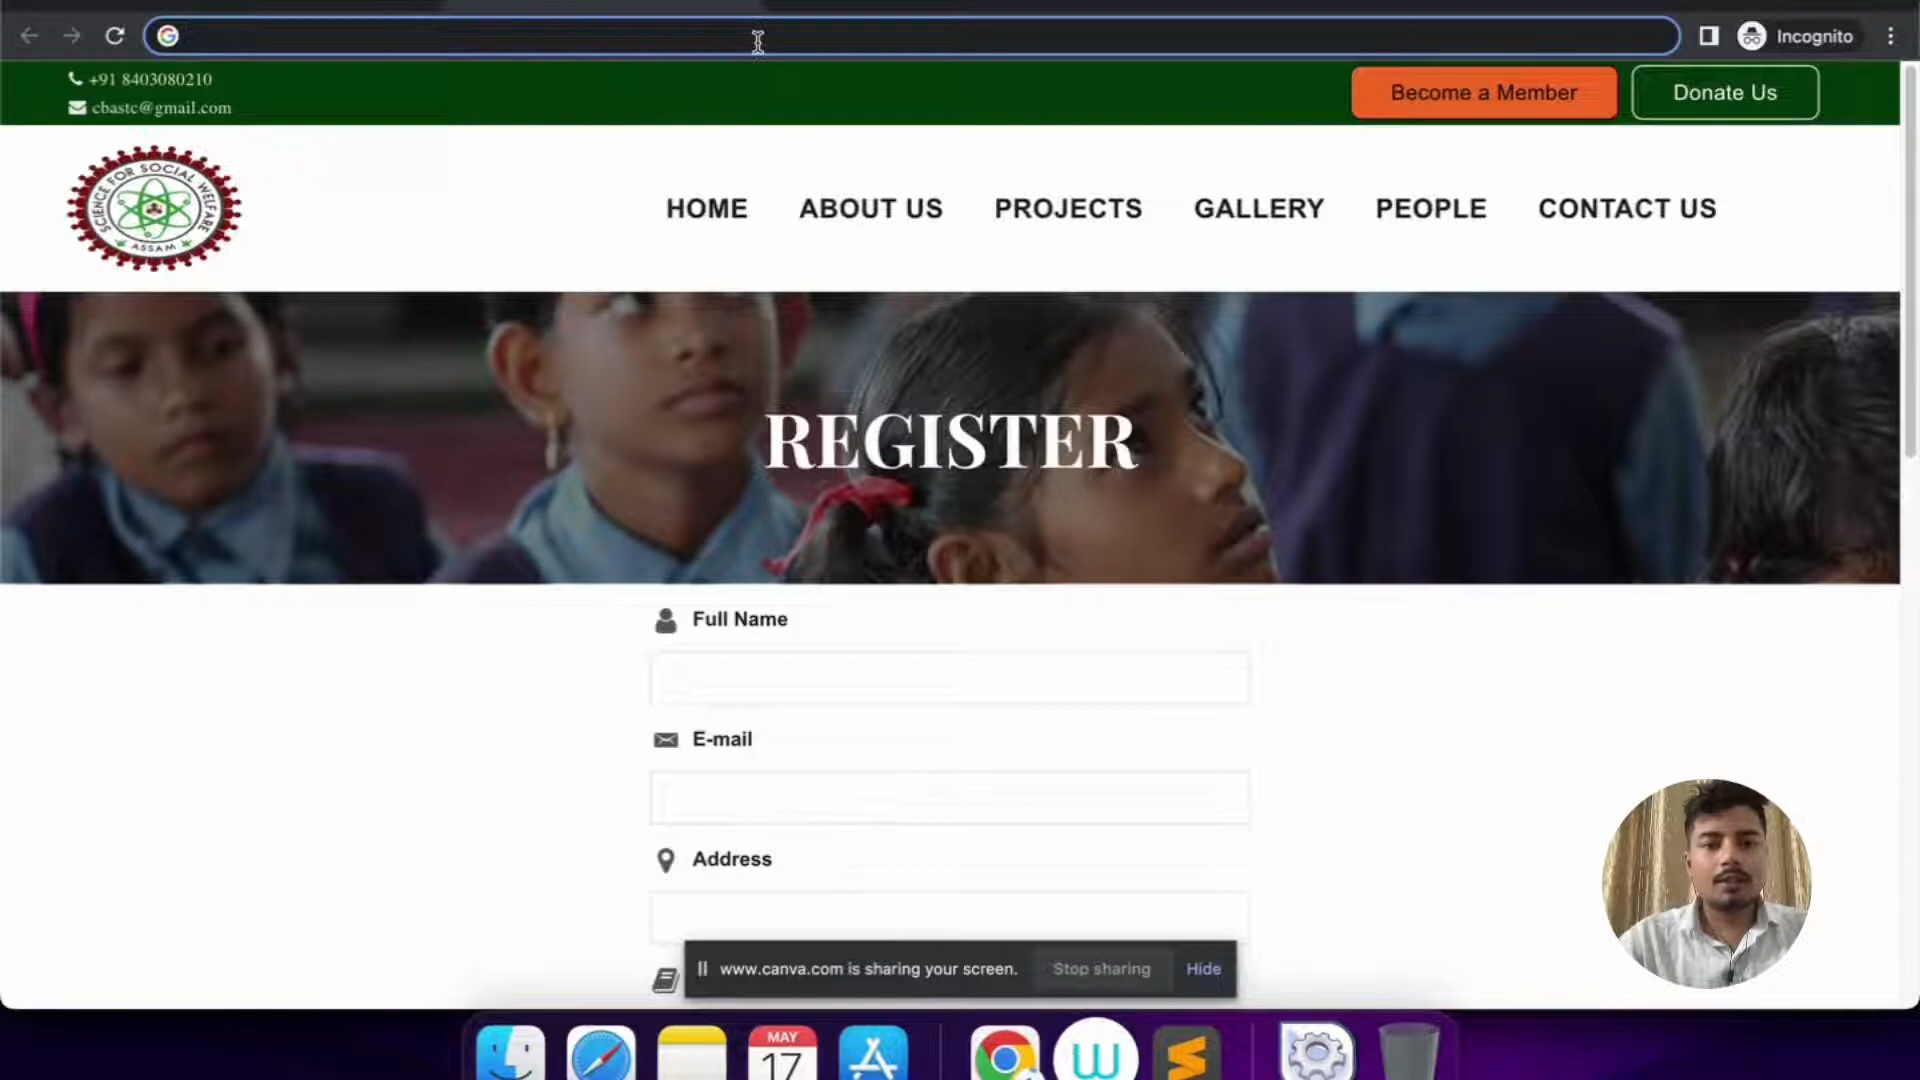 Incognito
+91 8403080210
cbastc@gmail.com
Become a Member
Donate Us
SCIENCE FOR SOCIAL WELFARE
ASSAM
HOME
ABOUT US
PROJECTS
GALLERY
PEOPLE
CONTACT US
REGISTER
Full Name
E-mail
Address
www.canva.com is sharing your screen.
Stop sharing
Hide
MAY
17